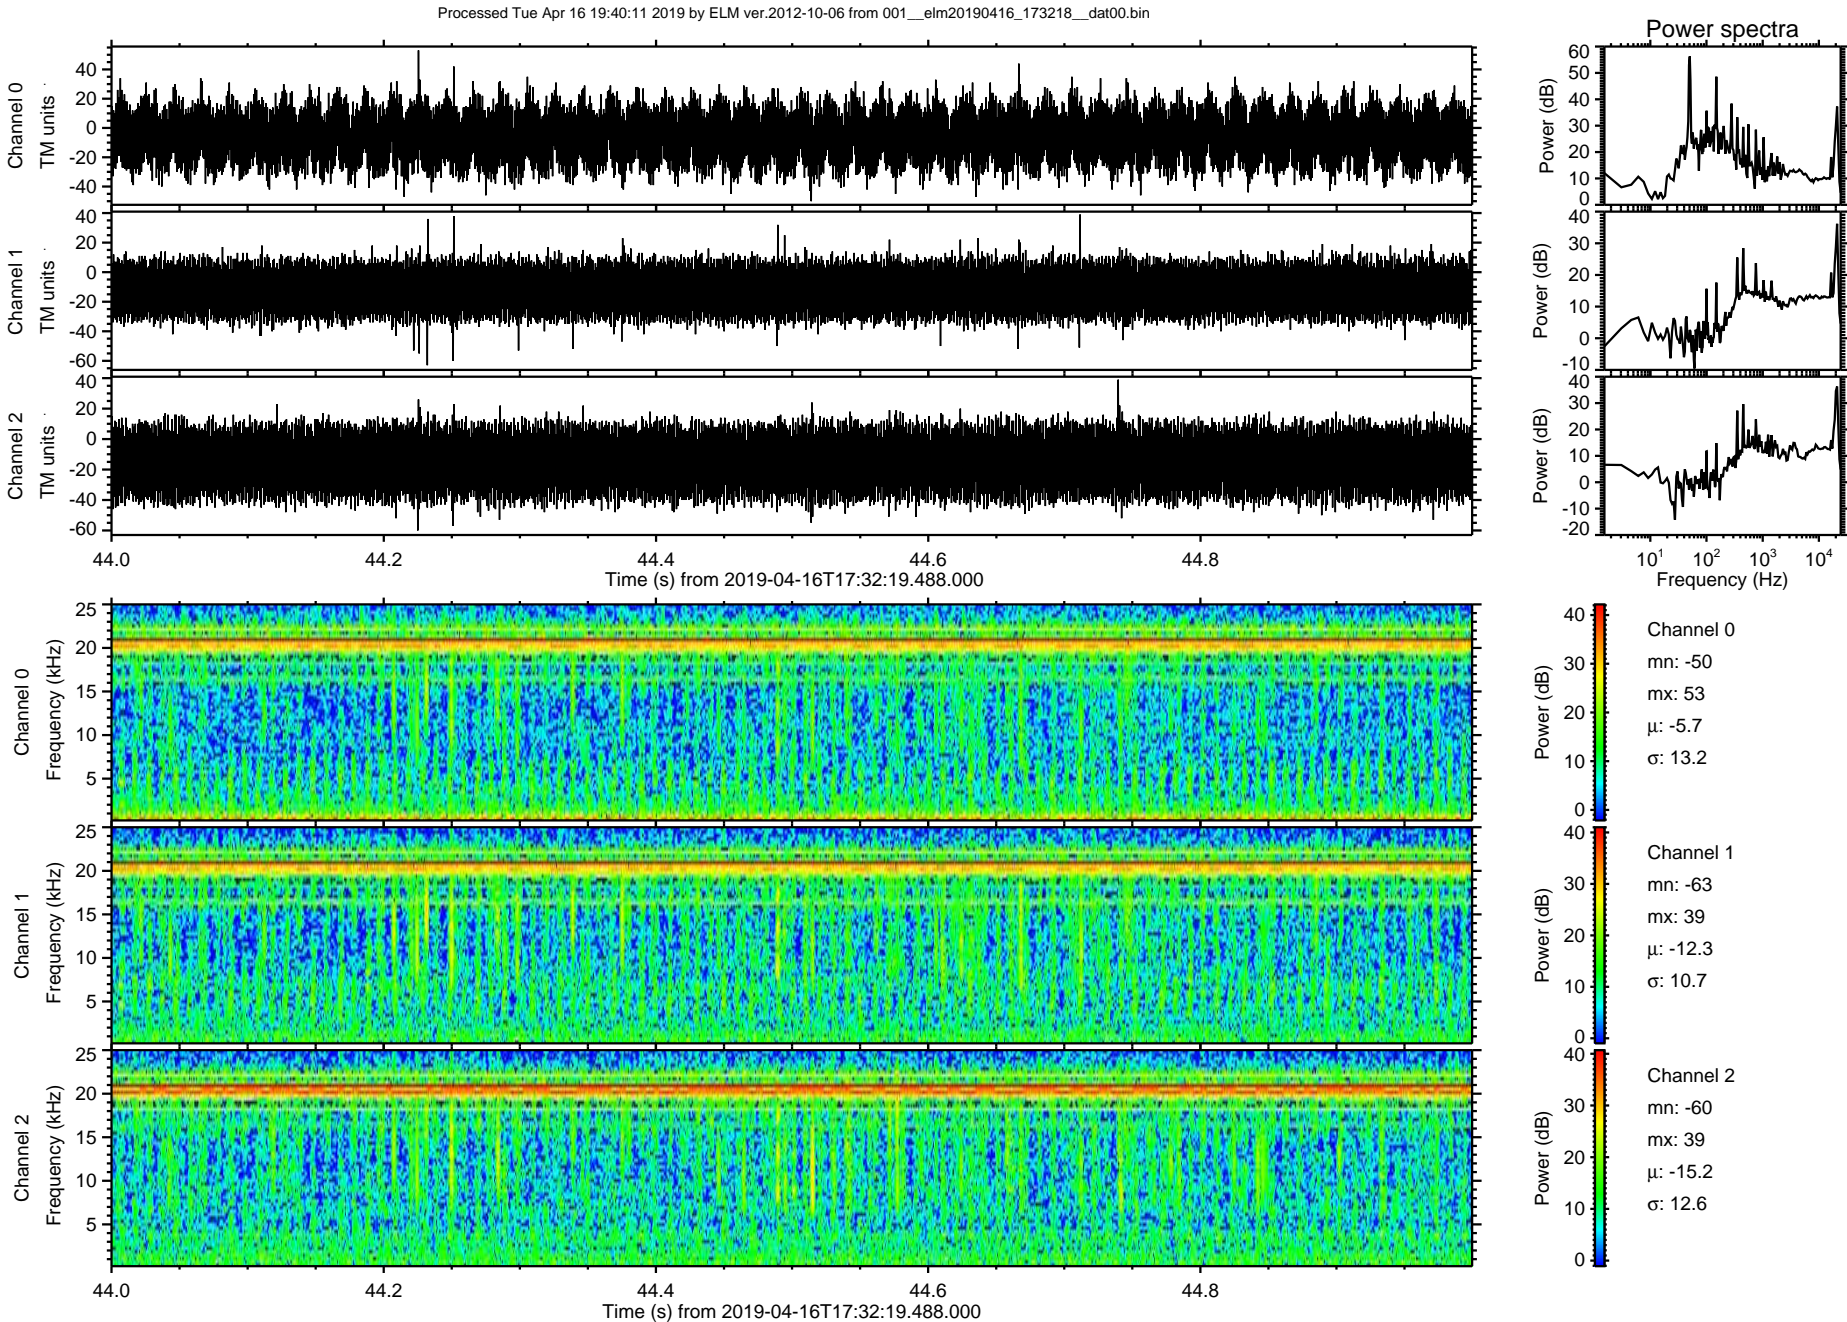 Processed Tue Apr 16 19:40:11 2019 by ELM ver.2012-10-06 from 001__elm20190416_173218__dat00.bin
Power spectra
Channel 0
TM units
40
20
0
-20
-40
Power (dB)
60
50
40
30
20
10
0
Channel 1
TM units
40
20
0
-20
-40
-60
Power (dB)
40
30
20
10
0
-10
Channel 2
TM units
40
20
0
-20
-40
-60
Power (dB)
40
30
20
10
0
-10
-20
44.0 44.2 44.4 44.6 44.8
Time (s) from 2019-04-16T17:32:19.488.000
10¹ 10² 10³ 10⁴
Frequency (Hz)
Channel 0
Frequency (kHz)
25
20
15
10
5
Power (dB)
40
30
20
10
0
Channel 0
mn: -50
mx: 53
μ: -5.7
σ: 13.2
Channel 1
Frequency (kHz)
25
20
15
10
5
Power (dB)
40
30
20
10
0
Channel 1
mn: -63
mx: 39
μ: -12.3
σ: 10.7
Channel 2
Frequency (kHz)
25
20
15
10
5
Power (dB)
40
30
20
10
0
Channel 2
mn: -60
mx: 39
μ: -15.2
σ: 12.6
44.0 44.2 44.4 44.6 44.8
Time (s) from 2019-04-16T17:32:19.488.000